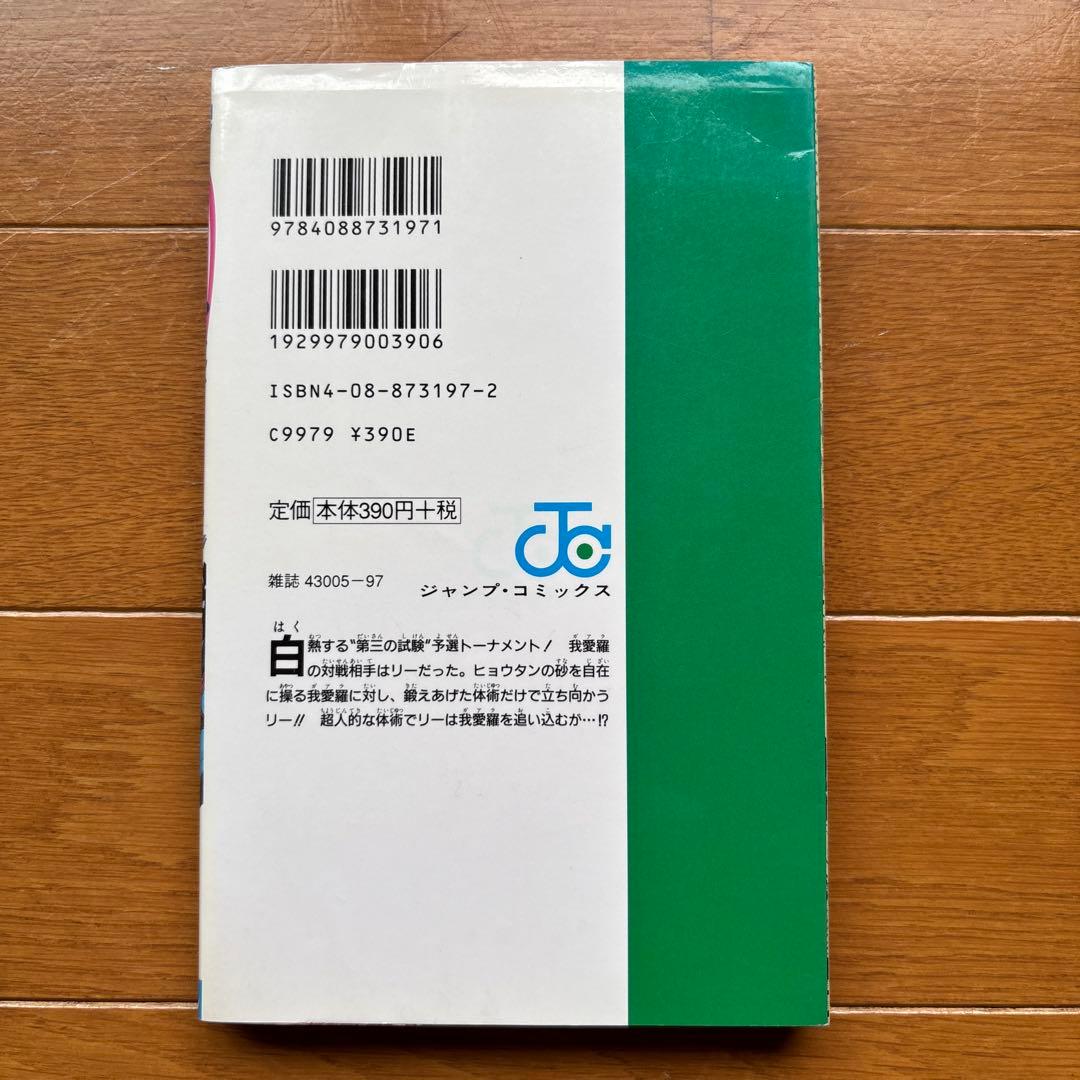 9784088731971
1929979003906
ISBN4-08-873197-2
C9979 ¥390E
定価 本体390円+税
JC
雑誌 43005-97
ジャンプ・コミックス
白熱する"第三の試験"予選トーナメント! 我愛羅
の対戦相手はリーだった。ヒョウタンの砂を自在
に操る我愛羅に対し、鍛えあげた体術だけで立ち向かう
リー!! 超人的な体術でリーは我愛羅を追い込むが…!?